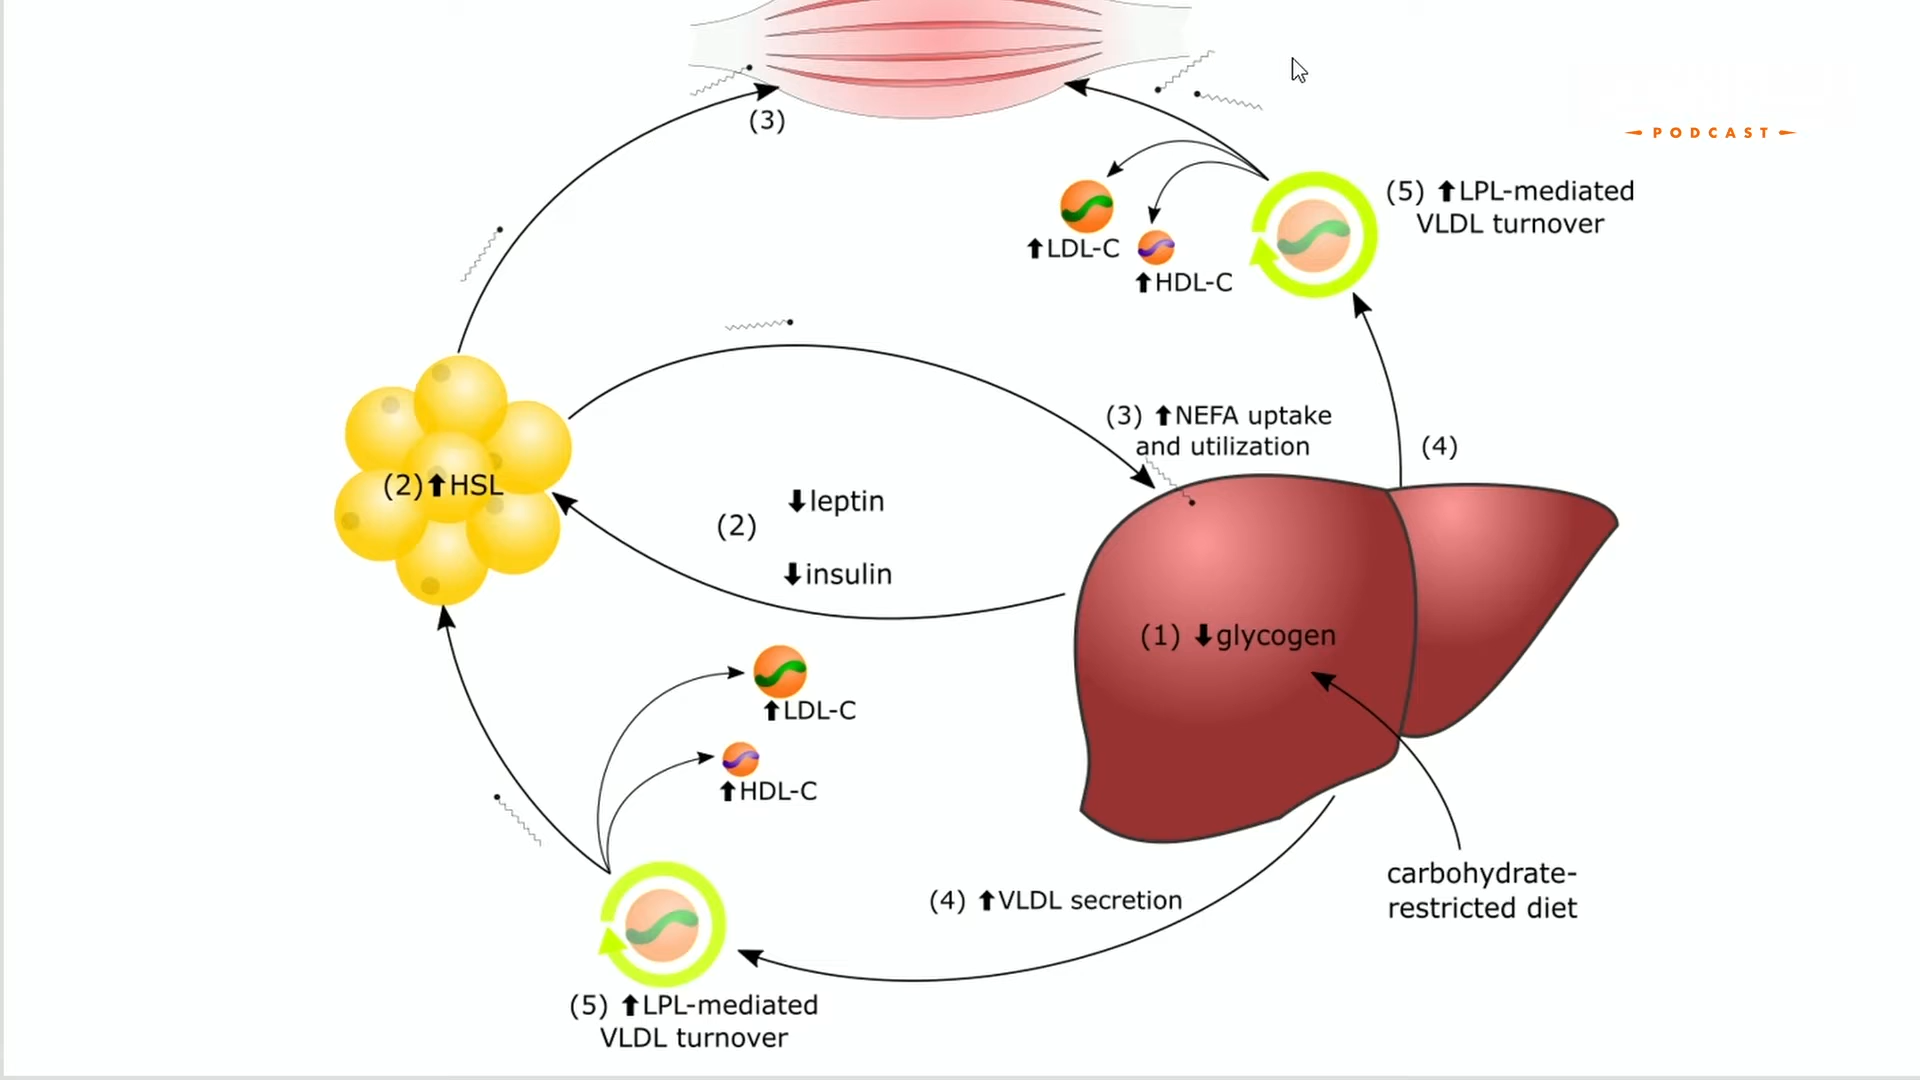 PODCAST
(3)
(5) ⬆LPL-mediated
VLDL turnover
⬆LDL-C
⬆HDL-C
(3) ⬆NEFA uptake
and utilization
(4)
(2)⬆HSL
(2)
⬇leptin
⬇insulin
(1) ⬇glycogen
⬆LDL-C
⬆HDL-C
carbohydrate-
restricted diet
(4) ⬆VLDL secretion
(5) ⬆LPL-mediated
VLDL turnover